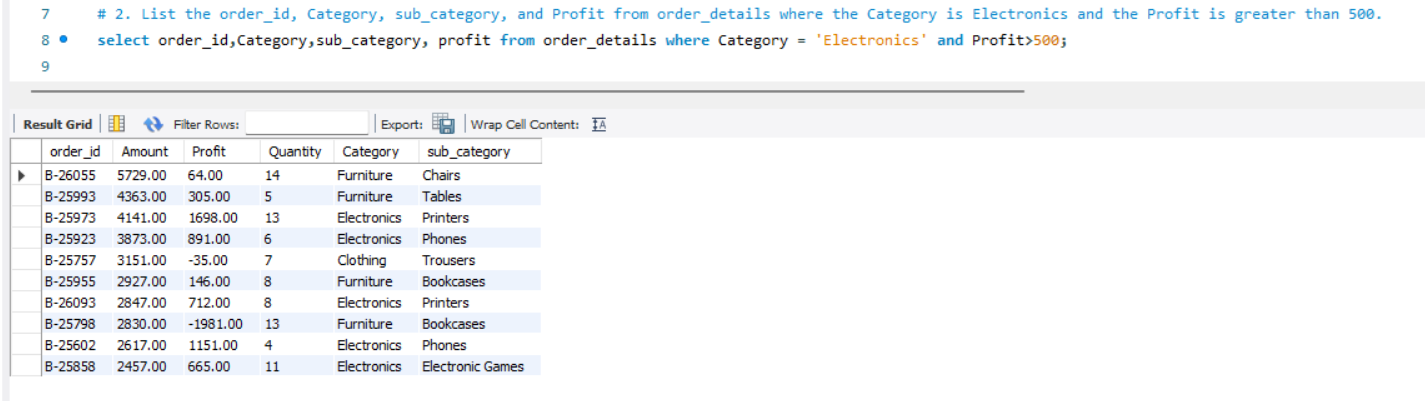 7 # 2. List the order_id, Category, sub_category, and Profit from order_details where the Category is Electronics and the Profit is greater than 500.
8 select order_id,Category,sub_category, profit from order_details where Category = 'Electronics' and Profit>500;
9
Result Grid Filter Rows: Export: Wrap Cell Content: IA
order_id Amount Profit Quantity Category sub_category
B-26055 5729.00 64.00 14 Furniture Chairs
B-25993 4363.00 305.00 5 Furniture Tables
B-25973 4141.00 1698.00 13 Electronics Printers
B-25923 3873.00 891.00 6 Electronics Phones
B-25757 3151.00 -35.00 7 Clothing Trousers
B-25955 2927.00 146.00 8 Furniture Bookcases
B-26093 2847.00 712.00 8 Electronics Printers
B-25798 2830.00 -1981.00 13 Furniture Bookcases
B-25602 2617.00 1151.00 4 Electronics Phones
B-25858 2457.00 665.00 11 Electronics Electronic Games